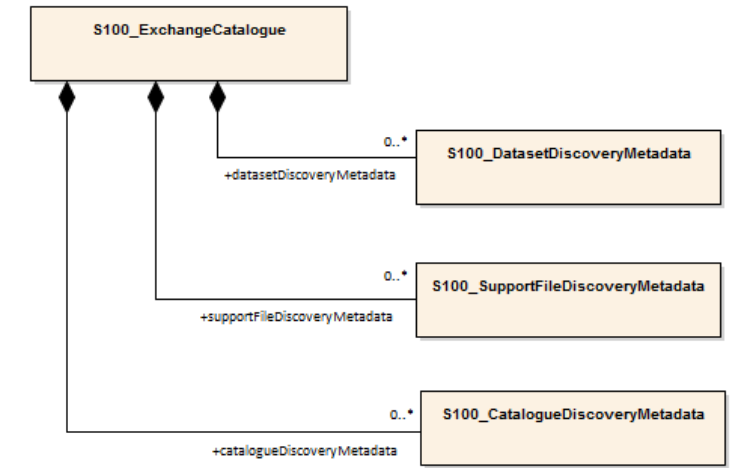 S100_ExchangeCatalogue
0..*
S100_DatasetDiscoveryMetadata
+datasetDiscoveryMetadata
0..*
S100_SupportFileDiscoveryMetadata
+supportFileDiscoveryMetadata
0..*
S100_CatalogueDiscoveryMetadata
+catalogueDiscoveryMetadata